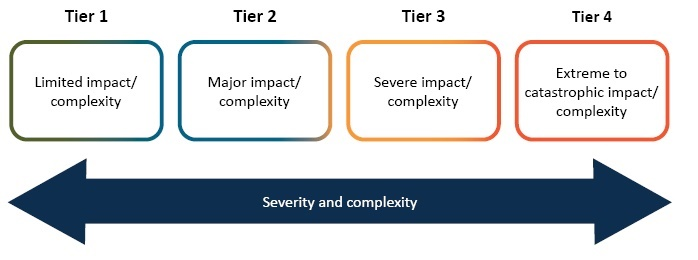 Tier 1
Tier 2
Tier 3
Tier 4
Limited impact/
complexity
Major impact/
complexity
Severe impact/
complexity
Extreme to
catastrophic impact/
complexity
Severity and complexity